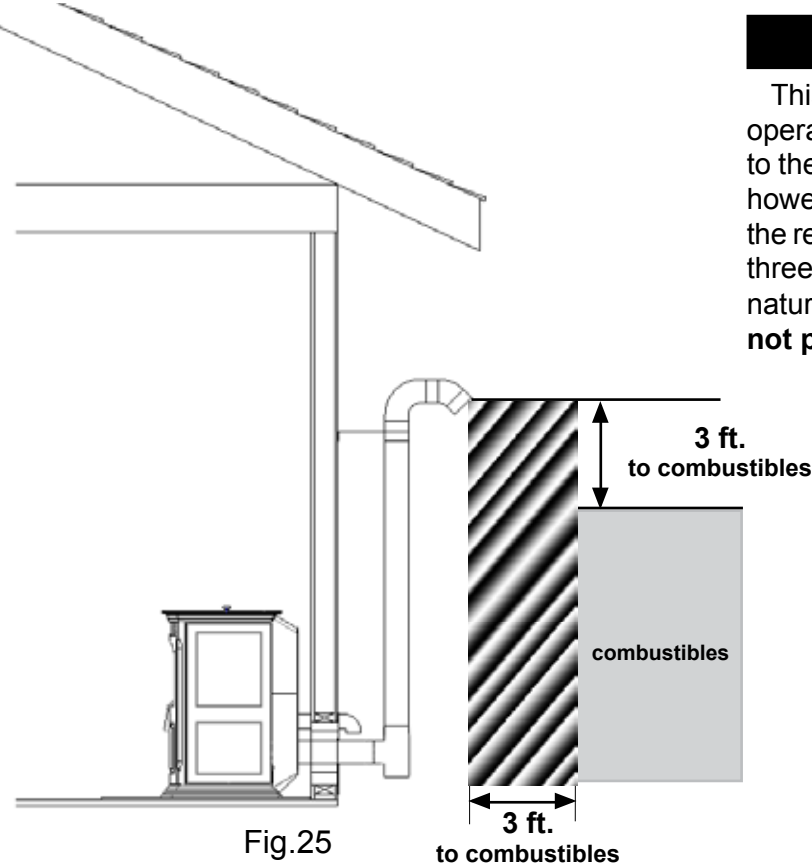 opera
to the
howe
the re
three
natur
not p
3 ft.
to combustibles
combustibles
3 ft.
to combustibles
Fig.25